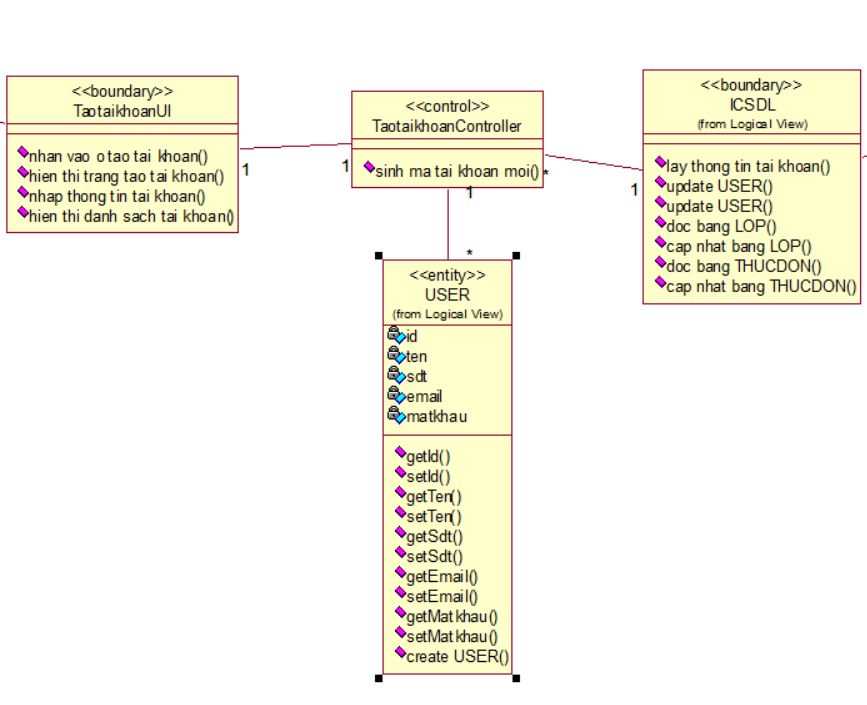 <<boundary>>
TaotaikhoanUI
nhan vao o tao tai khoan()
hien thi trang tao tai khoan()
nhap thong tin tai khoan()
hien thi danh sach tai khoan()
1
1
<<control>>
TaotaikhoanController
sinh ma tai khoan moi()
*
1
1
<<boundary>>
ICSDL
(from Logical View)
lay thong tin tai khoan()
update USER()
update USER()
doc bang LOP()
cap nhat bang LOP()
doc bang THUCDON()
cap nhat bang THUCDON()
*
<<entity>>
USER
(from Logical View)
id
ten
sdt
email
matkhau
getId()
setId()
getTen()
setTen()
getSdt()
setSdt()
getEmail()
setEmail()
getMatkhau()
setMatkhau()
create USER()